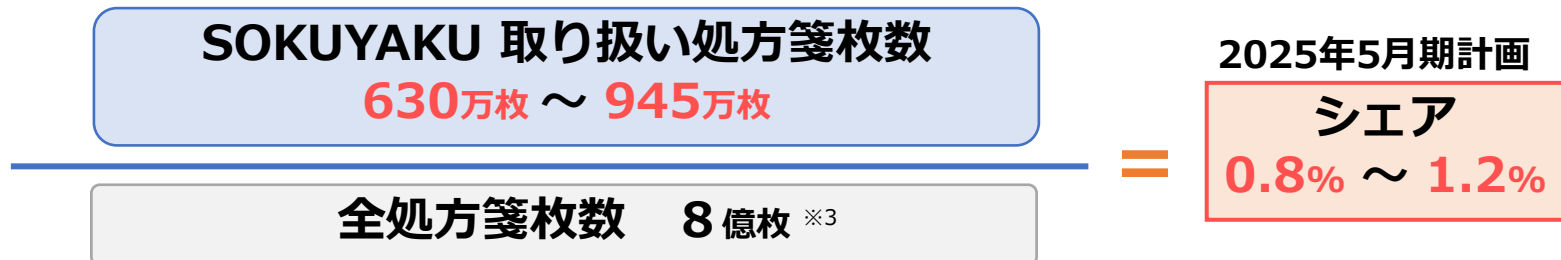 SOKUYAKU 取り扱い処方箋枚数
630万枚 ～ 945万枚
全処方箋枚数 8億枚 ※3
＝
2025年5月期計画
シェア
0.8% ～ 1.2%